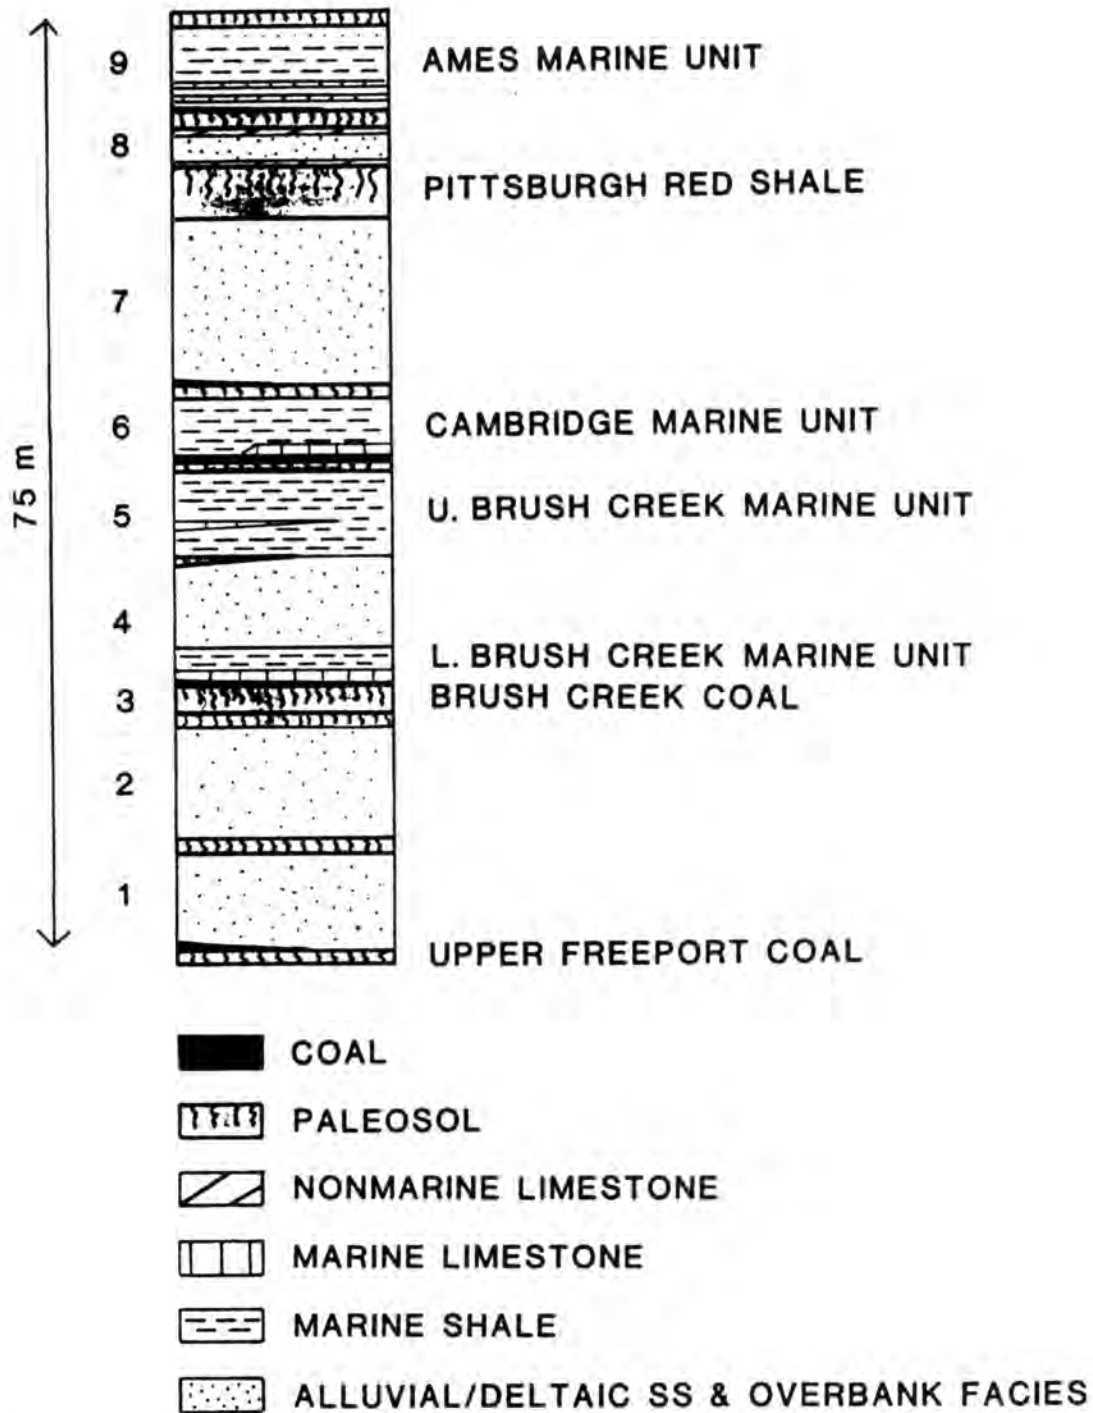 9 AMES MARINE UNIT
8
PITTSBURGH RED SHALE
7
6 CAMBRIDGE MARINE UNIT
5 U. BRUSH CREEK MARINE UNIT
75 m
4
L. BRUSH CREEK MARINE UNIT
3 BRUSH CREEK COAL
2
1
UPPER FREEPORT COAL
COAL
PALEOSOL
NONMARINE LIMESTONE
MARINE LIMESTONE
MARINE SHALE
ALLUVIAL/DELTAIC SS & OVERBANK FACIES